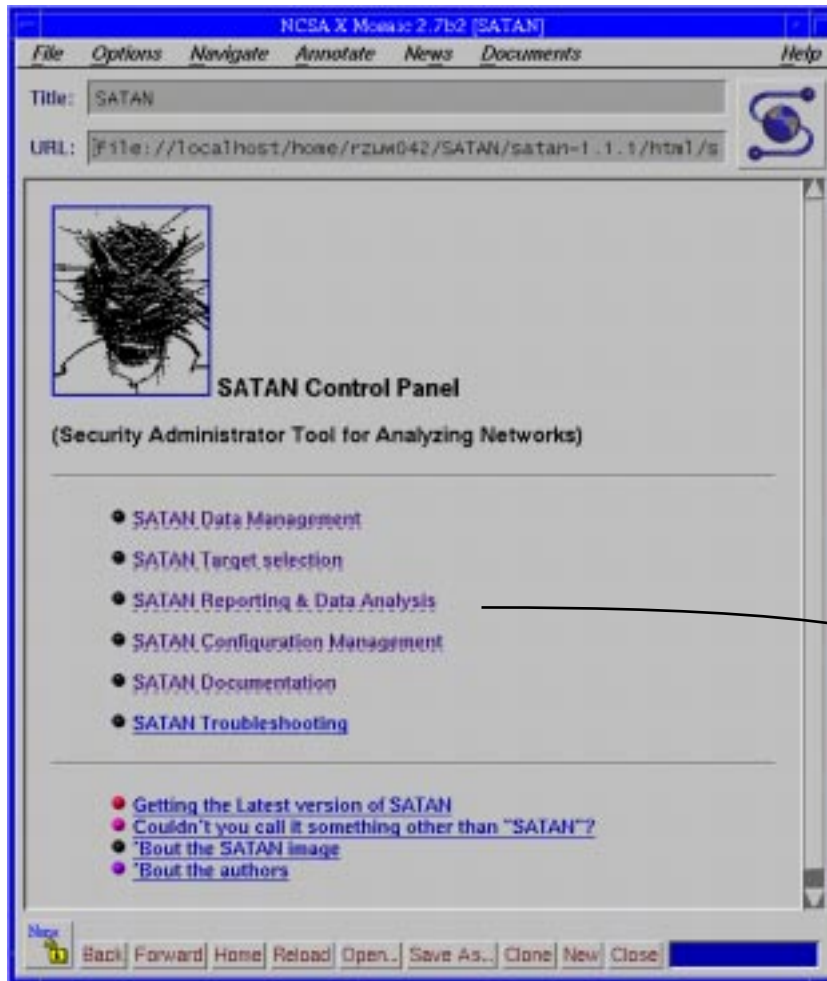 NCSA X Mosaic 2.7b2 [SATAN]
File Options Navigate Annotate News Documents Help
Title: SATAN
URL: File://localhost/home/rzuw042/SATAN/satan-1.1.1/html/s
SATAN Control Panel
(Security Administrator Tool for Analyzing Networks)
SATAN Data Management
SATAN Target selection
SATAN Reporting & Data Analysis
SATAN Configuration Management
SATAN Documentation
SATAN Troubleshooting
Getting the Latest version of SATAN
Couldn't you call it something other than "SATAN"?
'Bout the SATAN image
'Bout the authors
Back Forward Home Reload Open... Save As... Clone New Close